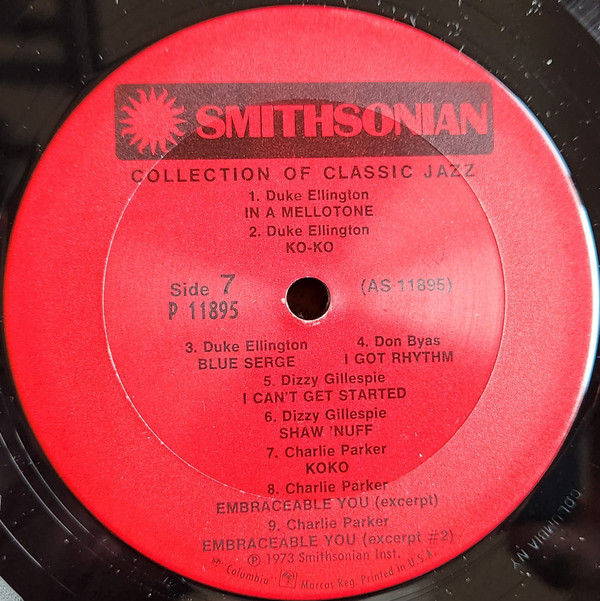 SMITHSONIAN
COLLECTION OF CLASSIC JAZZ
1. Duke Ellington
IN A MELLOTONE
2. Duke Ellington
KO-KO
Side 7
P 11895
(AS 11895)
3. Duke Ellington
BLUE SERGE
4. Don Byas
I GOT RHYTHM
5. Dizzy Gillespie
I CAN'T GET STARTED
6. Dizzy Gillespie
SHAW 'NUFF
7. Charlie Parker
KOKO
8. Charlie Parker
EMBRACEABLE YOU (excerpt)
9. Charlie Parker
EMBRACEABLE YOU (excerpt #2)
℗ 1973 Smithsonian Inst.
Columbia Marcas Reg. Printed in U.S.A.
COLUMBIA NY